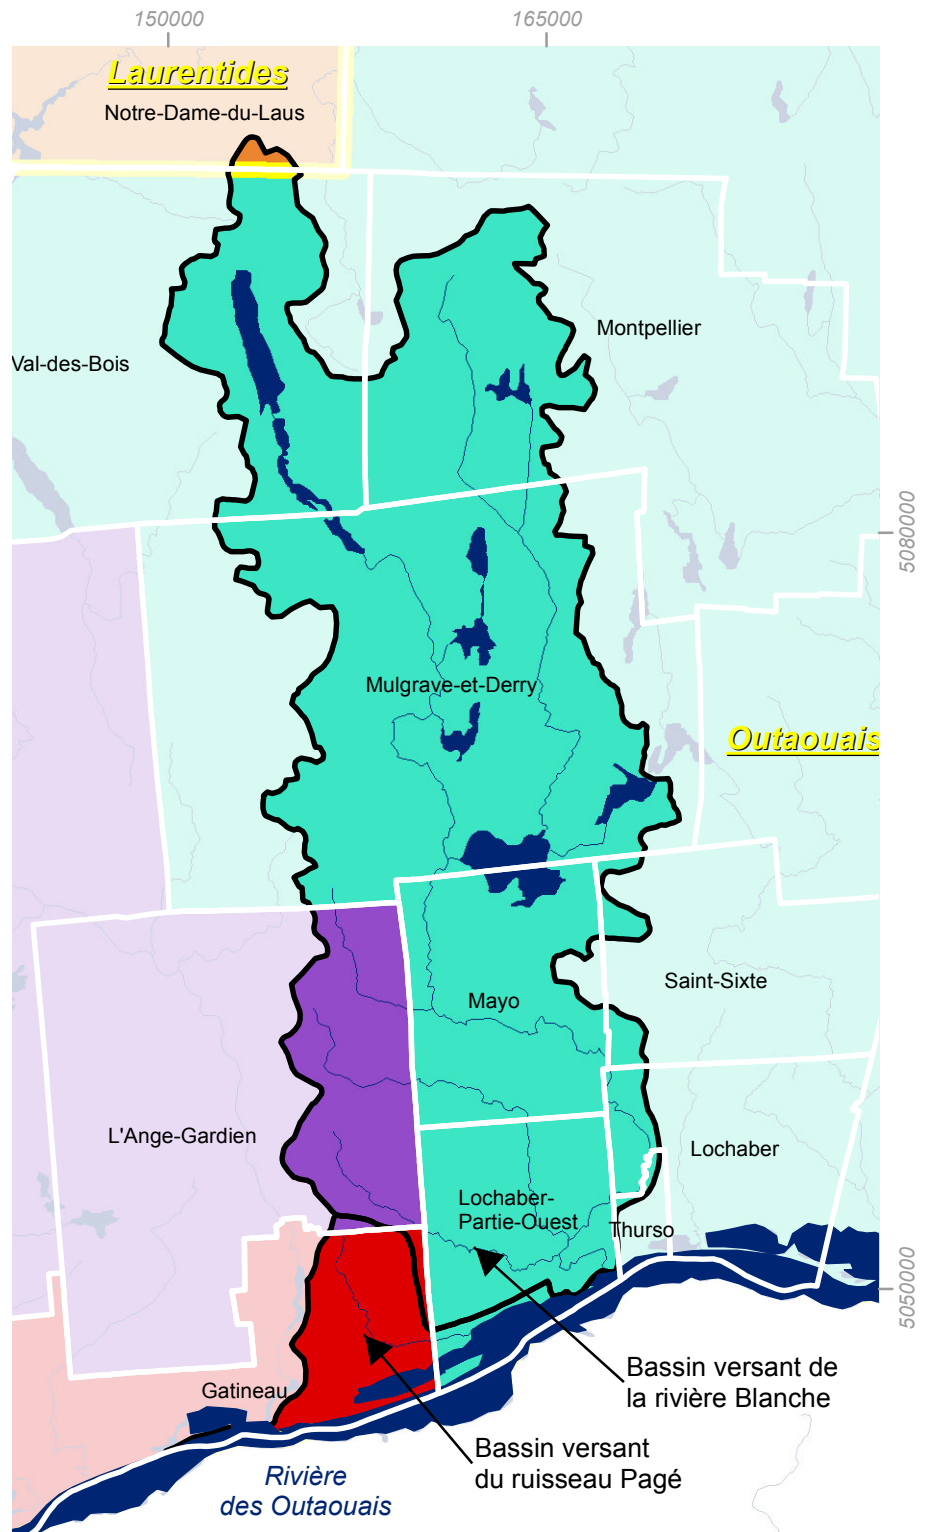 150000
165000
Laurentides
Notre-Dame-du-Laus
Montpellier
Val-des-Bois
5080000
Mulgrave-et-Derry
Outaouais
Saint-Sixte
Mayo
L'Ange-Gardien
Lochaber
Lochaber-
Partie-Ouest
Thurso
5050000
Bassin versant de
la rivière Blanche
Gatineau
Bassin versant
du ruisseau Pagé
Rivière
des Outaouais